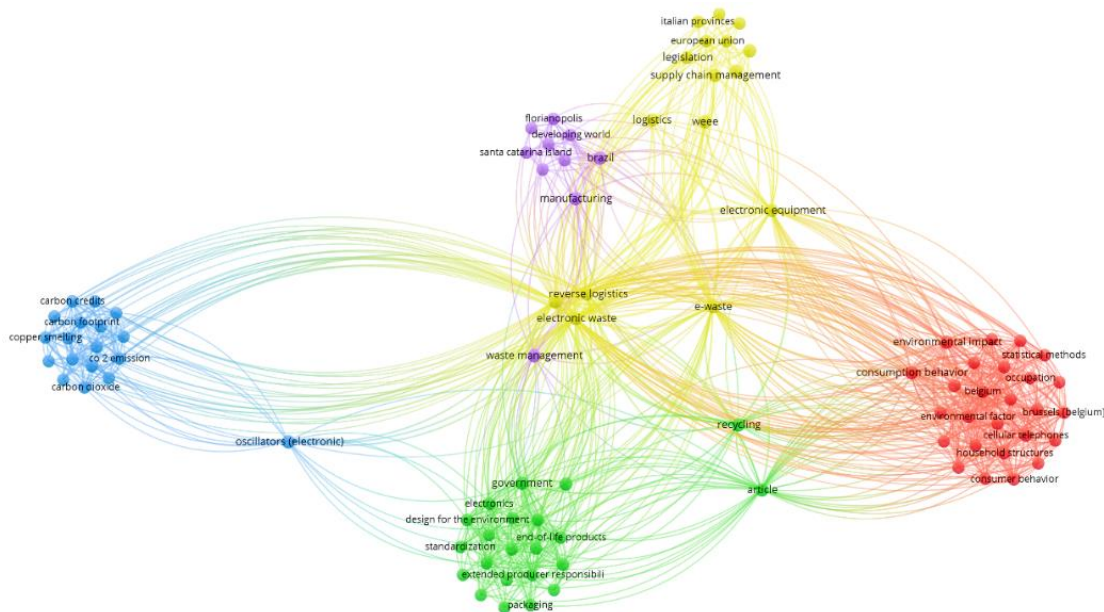 italian provinces
european union
legislation
supply chain management
logistics
weee
florianopolis
developing world
santa catarina island
brazil
manufacturing
electronic equipment
reverse logistics
electronic waste
e-waste
waste management
carbon credits
carbon footprint
copper smelting
co 2 emission
carbon dioxide
oscillators (electronic)
environmental impact
statistical methods
consumption behavior
occupation
belgium
brussels [belgium]
environmental factor
cellular telephones
household structures
consumer behavior
recycling
article
government
electronics
design for the environment
end-of-life products
standardization
extended producer responsibili
packaging